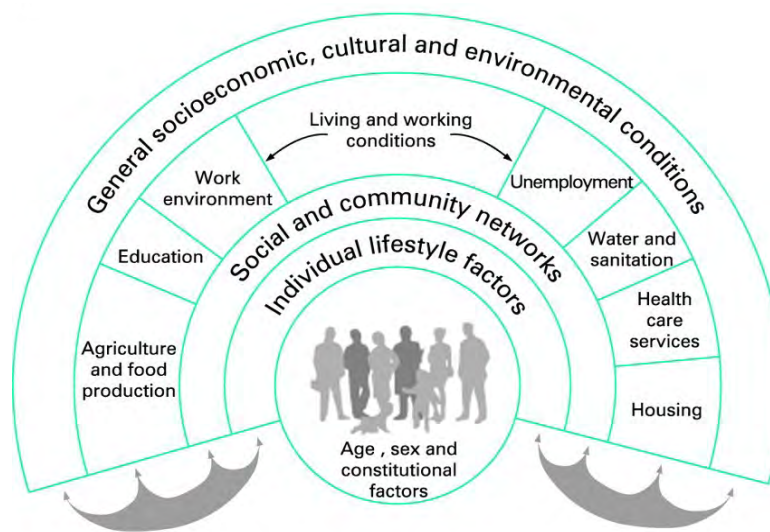 General socioeconomic, cultural and environmental conditions
Living and working
conditions
Work
environment
Unemployment
Education
Water and
sanitation
Agriculture
and food
production
Health
care
services
Housing
Social and community networks
Individual lifestyle factors
Age , sex and
constitutional
factors